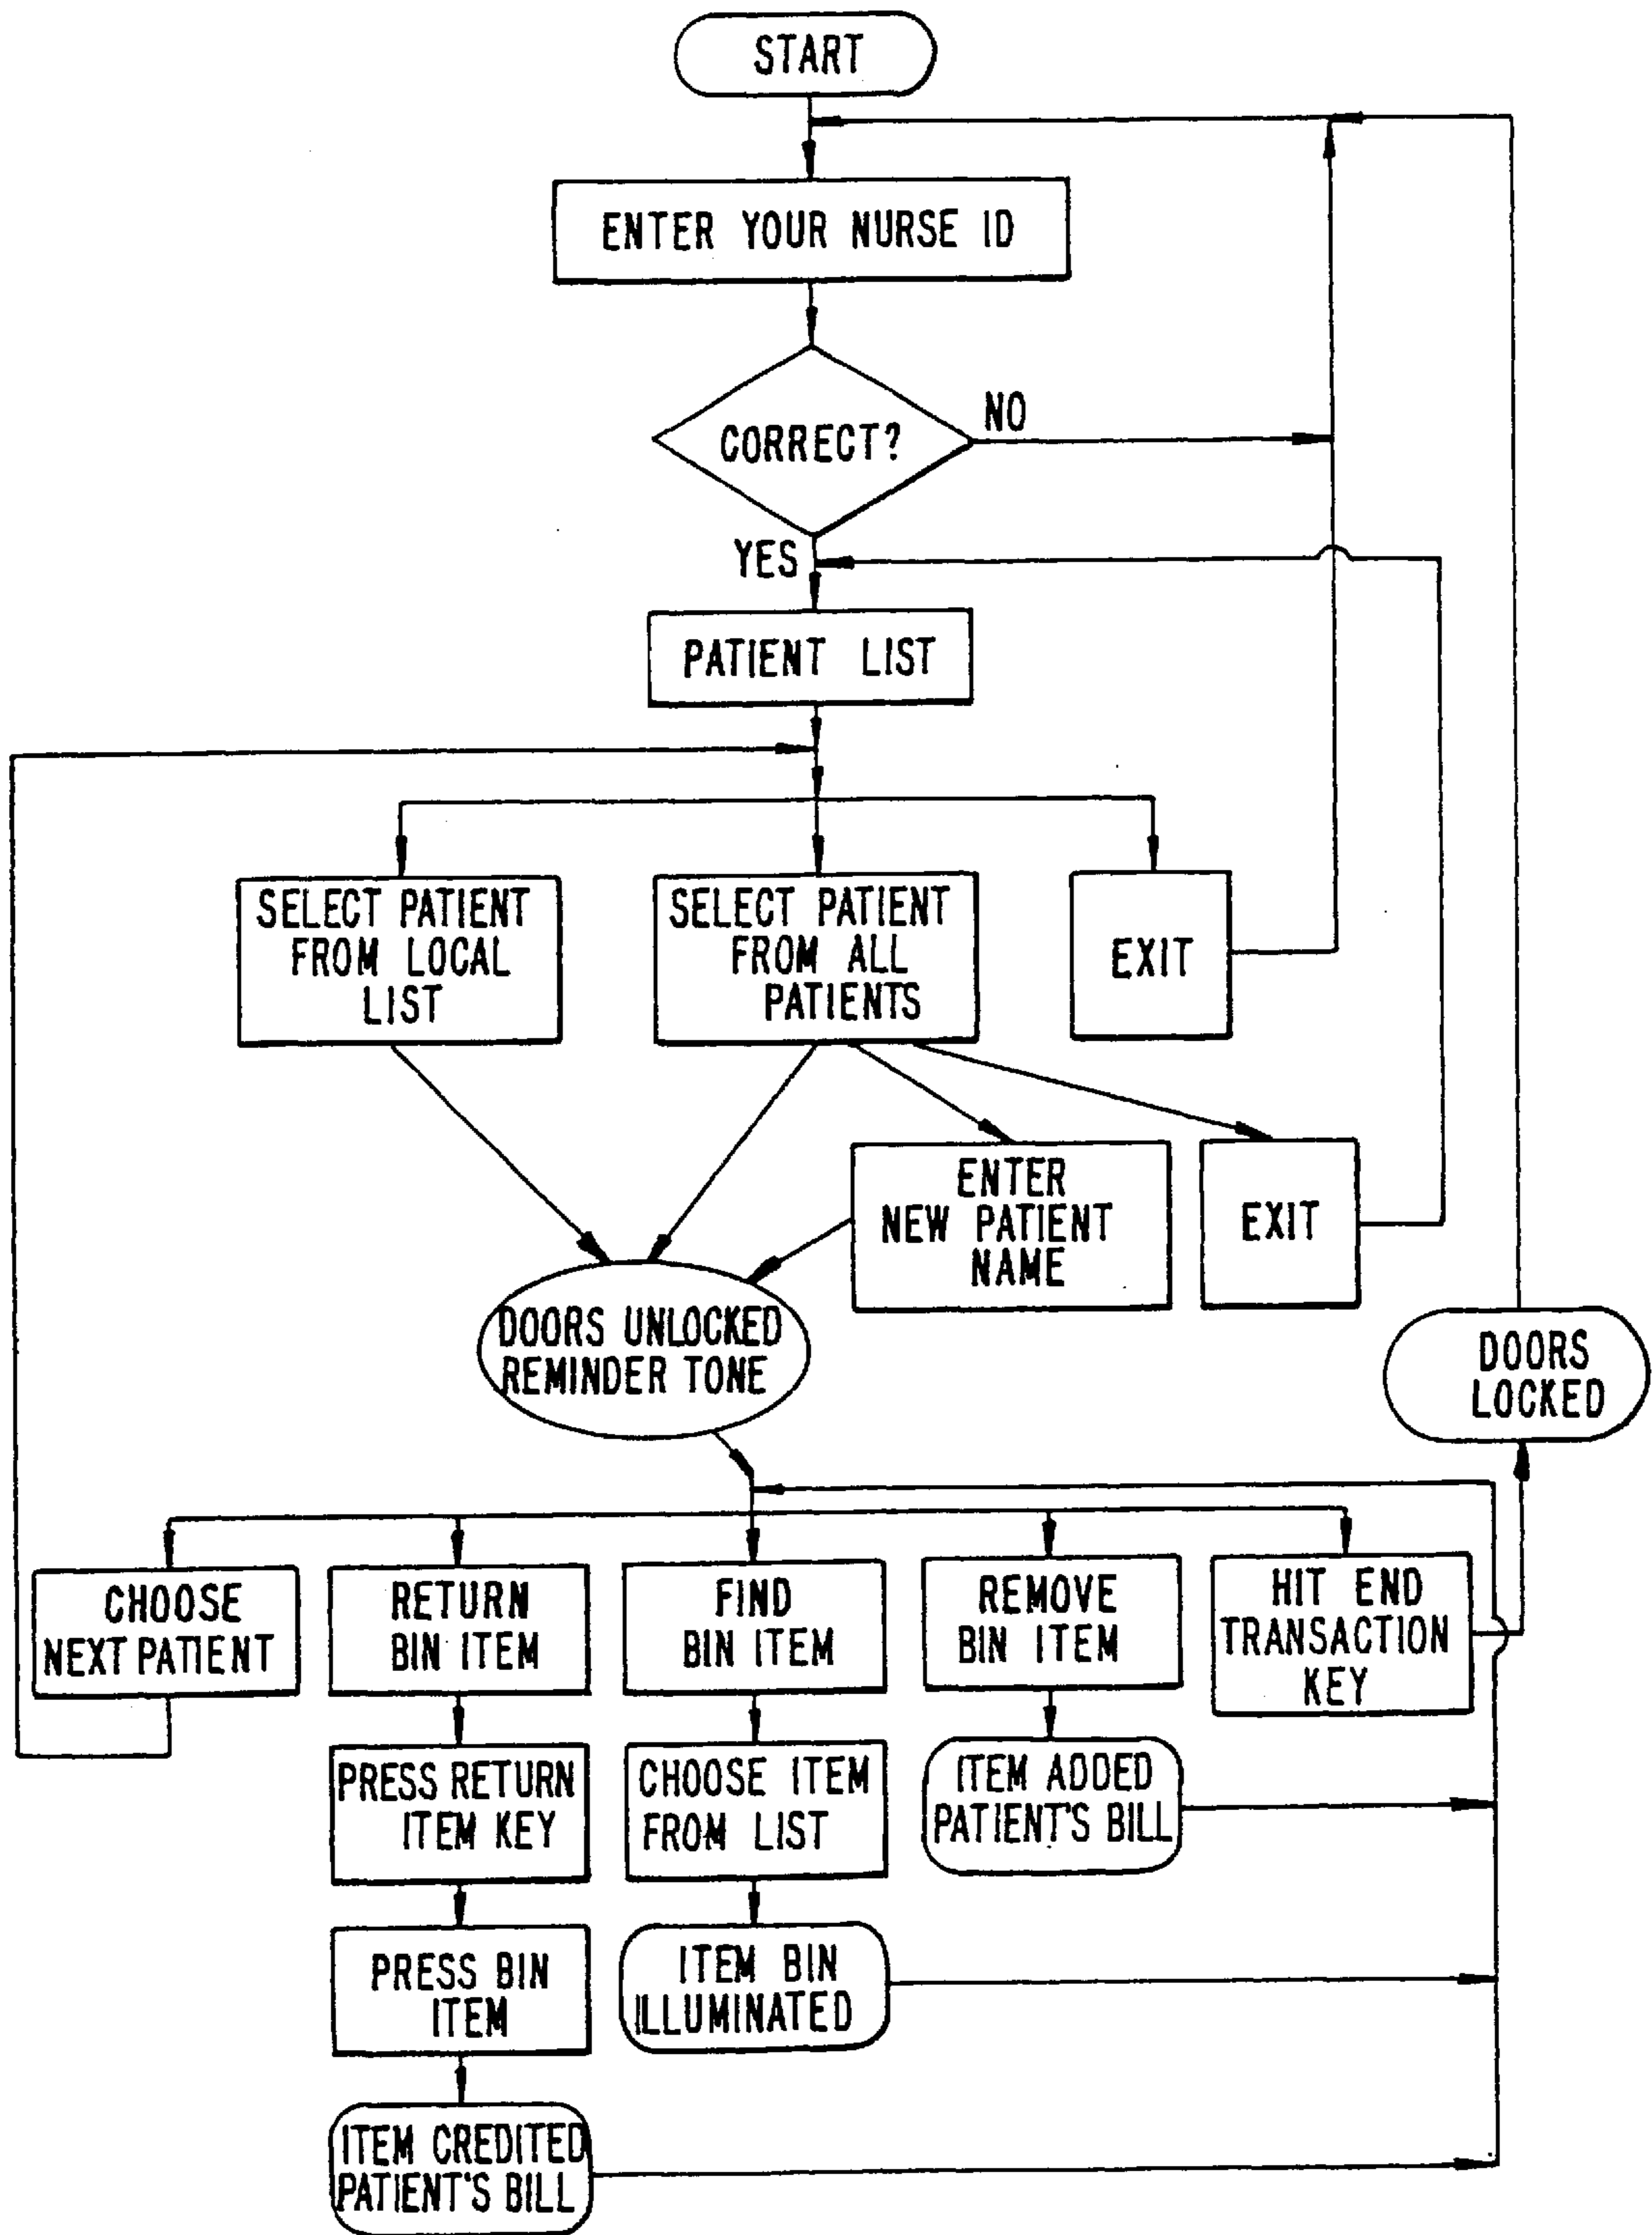 START
ENTER YOUR NURSE ID
CORRECT?
NO
YES
PATIENT LIST
SELECT PATIENT
FROM LOCAL
LIST
SELECT PATIENT
FROM ALL
PATIENTS
EXIT
ENTER
NEW PATIENT
NAME
EXIT
DOORS UNLOCKED
REMINDER TONE
DOORS
LOCKED
CHOOSE
NEXT PATIENT
RETURN
BIN ITEM
FIND
BIN ITEM
REMOVE
BIN ITEM
HIT END
TRANSACTION
KEY
PRESS RETURN
ITEM KEY
CHOOSE ITEM
FROM LIST
ITEM ADDED
PATIENT'S BILL
PRESS BIN
ITEM
ITEM BIN
ILLUMINATED
ITEM CREDITED
PATIENT'S BILL